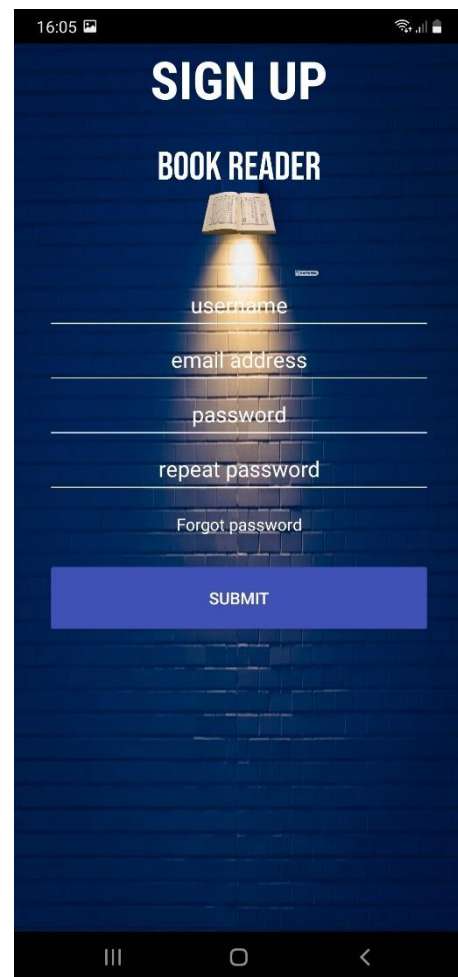 16:05
SIGN UP
BOOK READER
username
email address
password
repeat password
Forgot password
SUBMIT